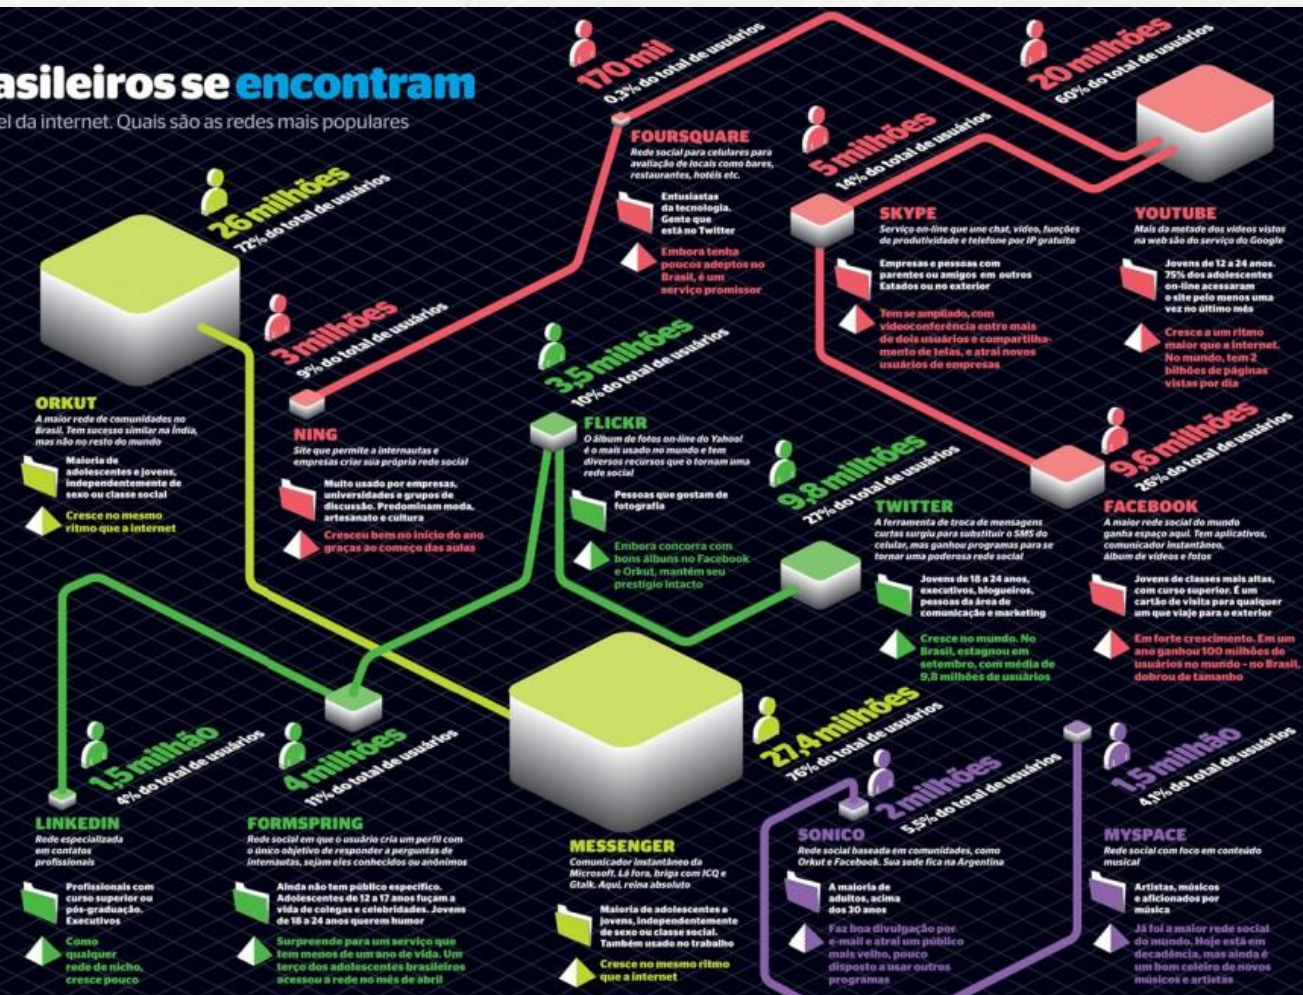 asileiros se encontram
el da internet. Quais são as redes mais populares
26 milhões
72% do total de usuários
ORKUT
A maior rede de comunidades no
Brasil. Tem sucesso similar na Índia,
mas não no resto do mundo
Maioria de
adolescentes e jovens,
independentemente de
sexo ou classe social
Cresce no mesmo
ritmo que a internet
3 milhões
9% do total de usuários
NING
Site que permite a internautas e
empresas criar sua própria rede social
Muito usado por empresas,
universidades e grupos de
discussão. Predominam moda,
artesanato e cultura
Cresceu bem no início do ano
graças ao começo das aulas
170 mil
0,3% do total de usuários
FOURSQUARE
Rede social para celulares para
avaliação de locais como bares,
restaurantes, hotéis etc.
Entusiastas
da tecnologia.
Gente que
está no Twitter
Embora tenha
poucos adeptos no
Brasil, é um
serviço promissor
5 milhões
14% do total de usuários
SKYPE
Serviço on-line que une chat, vídeo, funções
de produtividade e telefone por IP gratuito
Empresas e pessoas com
parentes ou amigos em outros
Estados ou no exterior
Tem se ampliado, com
videoconferência entre mais
de dois usuários e compartilha-
mento de telas, e atrai novos
usuários de empresas
20 milhões
60% do total de usuários
YOUTUBE
Mais da metade dos vídeos vistos
na web são do serviço do Google
Jovens de 12 a 24 anos.
75% dos adolescentes
on-line acessaram
o site pelo menos uma
vez no último mês
Cresce a um ritmo
maior que a internet.
No mundo, tem 2
bilhões de páginas
vistas por dia
3,5 milhões
10% do total de usuários
FLICKR
O álbum de fotos on-line do Yahoo!
é o mais usado no mundo e tem
diversos recursos que o tornam uma
rede social
Pessoas que gostam de
fotografia
Embora concorra com
bons álbuns no Facebook
e Orkut, mantém seu
prestígio intacto
9,8 milhões
27% do total de usuários
TWITTER
A ferramenta de troca de mensagens
curtas surgiu para substituir o SMS do
celular, mas ganhou programas para se
tornar uma poderosa rede social
Jovens de 18 a 24 anos,
executivos, blogueiros,
pessoas da área de
comunicação e marketing
Cresce no mundo. No
Brasil, estagnou em
setembro, com média de
9,8 milhões de usuários
9,6 milhões
26% do total de usuários
FACEBOOK
A maior rede social do mundo
ganha espaço aqui. Tem aplicativos,
comunicador instantâneo,
álbum de vídeos e fotos
Jovens de classes mais altas,
com curso superior. É um
cartão de visita para qualquer
um que viaje para o exterior
Em forte crescimento. Em um
ano ganhou 100 milhões de
usuários no mundo - no Brasil,
dobrou de tamanho
1,5 milhão
4% do total de usuários
LINKEDIN
Rede especializada
em contatos
profissionais
Profissionais com
curso superior ou
pós-graduação.
Executivos
Como
qualquer
rede de nicho,
cresce pouco
4 milhões
11% do total de usuários
FORMSPRING
Rede social em que o usuário cria um perfil com
o único objetivo de responder a perguntas de
internautas, sejam eles conhecidos ou anônimos
Ainda não tem público específico.
Adolescentes de 12 a 17 anos fuçam a
vida de colegas e celebridades. Jovens
de 18 a 24 anos querem humor
Surpreende para um serviço que
tem menos de um ano de vida. Um
terço dos adolescentes brasileiros
acessou a rede no mês de abril
27,4 milhões
76% do total de usuários
MESSENGER
Comunicador instantâneo da
Microsoft. Lá fora, briga com ICQ e
Gtalk. Aqui, reina absoluto
Maioria de adolescentes e
jovens, independentemente
de sexo ou classe social.
Também usado no trabalho
Cresce no mesmo ritmo
que a internet
2 milhões
5,5% do total de usuários
SONICO
Rede social baseada em comunidades, como
Orkut e Facebook. Sua sede fica na Argentina
A maioria de
adultos, acima
dos 30 anos
Faz boa divulgação por
e-mail e atrai um público
mais velho, pouco
disposto a usar outros
programas
1,5 milhão
4,1% do total de usuários
MYSPACE
Rede social com foco em conteúdo
musical
Artistas, músicos
e aficionados por
música
Já foi a maior rede social
do mundo. Hoje está em
decadência, mas ainda é
um bom celeiro de novos
músicos e artistas